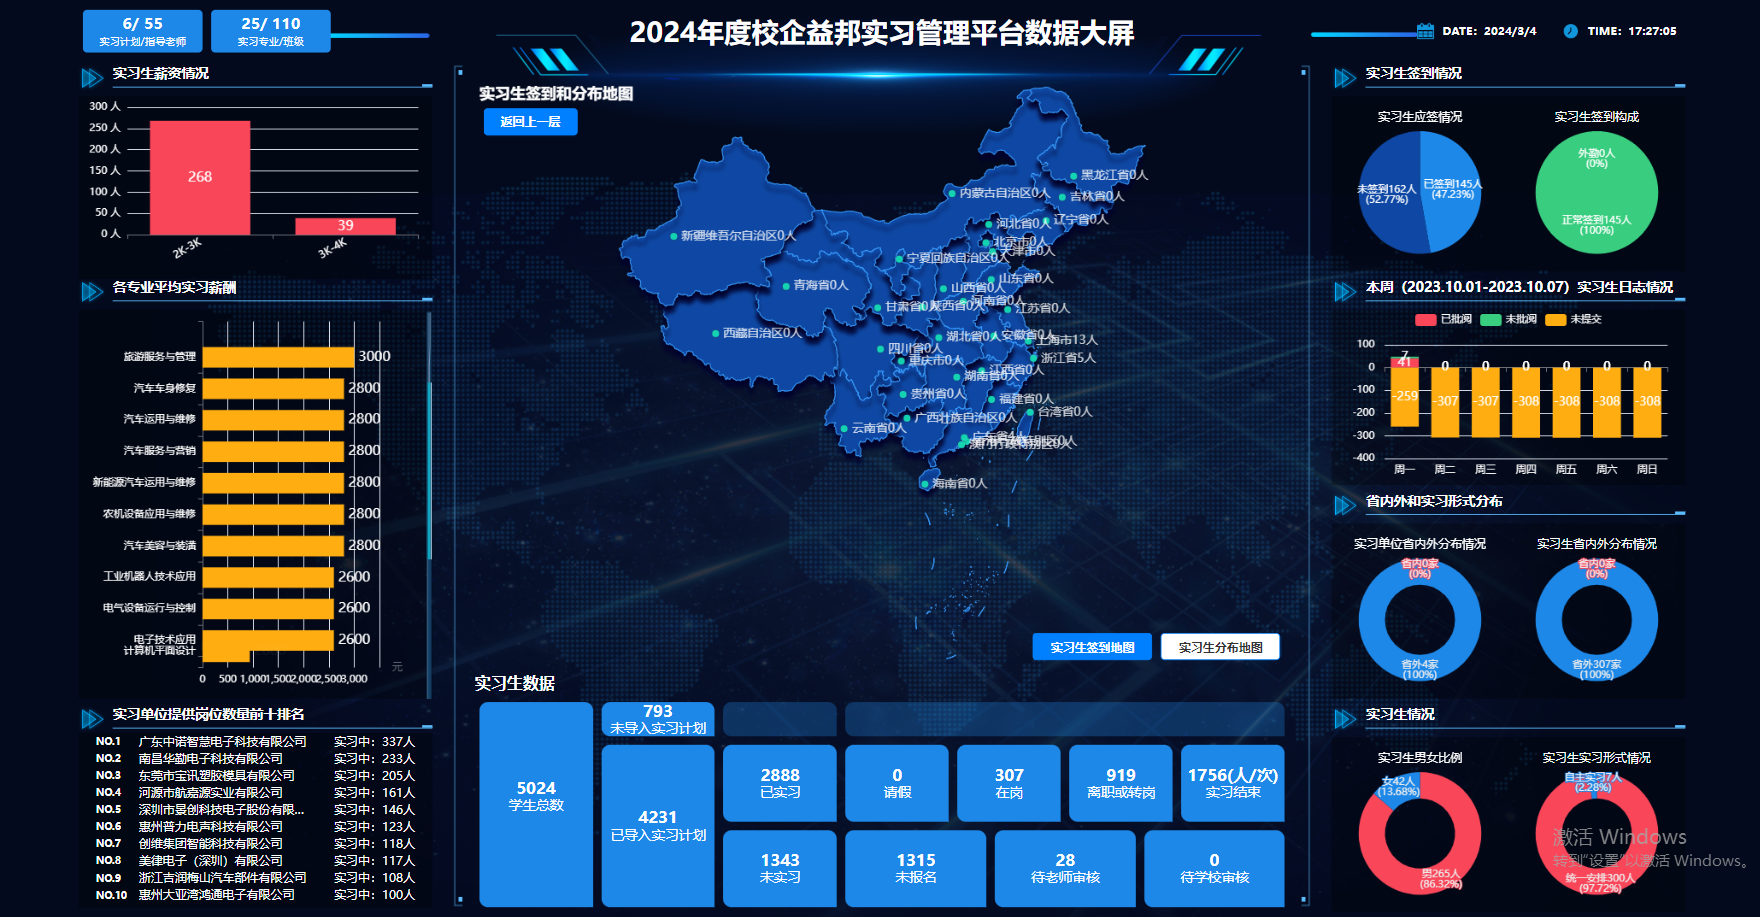 6/ 55
实习计划/指导老师
25/ 110
实习专业/班级
2024年度校企益邦实习管理平台数据大屏
DATE: 2024/3/4
TIME: 17:27:05
实习生薪资情况
300 人
250 人
200 人
150 人
100 人
50 人
0 人
268
39
2K-3K
3K-4K
各专业平均实习薪酬
旅游服务与管理
3000
汽车车身修复
2800
汽车运用与维修
2800
汽车服务与营销
2800
新能源汽车运用与维修
2800
农机设备应用与维修
2800
汽车美容与装潢
2800
工业机器人技术应用
2600
电气设备运行与控制
2600
电子技术应用
2600
计算机平面设计
元
0 500 1,000 1,500 2,000 2,500 3,000
实习单位提供岗位数量前十排名
NO.1 广东中诺智慧电子科技有限公司 实习中：337人
NO.2 南昌华勤电子科技有限公司 实习中：233人
NO.3 东莞市宝讯塑胶模具有限公司 实习中：205人
NO.4 河源市航嘉源实业有限公司 实习中：161人
NO.5 深圳市景创科技电子股份有限... 实习中：146人
NO.6 惠州普力电声科技有限公司 实习中：123人
NO.7 创维集团智能科技有限公司 实习中：118人
NO.8 美律电子（深圳）有限公司 实习中：117人
NO.9 浙江吉润梅山汽车部件有限公司 实习中：108人
NO.10 惠州大亚湾鸿通电子有限公司 实习中：100人
实习生签到和分布地图
返回上一层
黑龙江省0人
内蒙古自治区0人
吉林省0人
辽宁省0人
河北省0人
新疆维吾尔自治区0人
北京市0人
天津市0人
宁夏回族自治区0人
山东省0人
青海省0人
山西省0人
河南省0人
甘肃省0人
陕西省0人
江苏省0人
西藏自治区0人
湖北省0人
安徽省0人
上海市13人
四川省0人
浙江省5人
重庆市0人
江西省0人
湖南省0人
贵州省0人
福建省0人
台湾省0人
广西壮族自治区0人
云南省0人
海南省0人
实习生签到地图
实习生分布地图
实习生数据
5024
学生总数
793
未导入实习计划
4231
已导入实习计划
2888
已实习
0
请假
307
在岗
919
离职或转岗
1756(人/次)
实习结束
1343
未实习
1315
未报名
28
待老师审核
0
待学校审核
实习生签到情况
实习生应签情况
未签到162人
(52.77%)
已签到145人
(47.23%)
实习生签到构成
外勤0人
(0%)
正常签到145人
(100%)
本周（2023.10.01-2023.10.07）实习生日志情况
已批阅 未批阅 未提交
100
0
-100
-200
-300
-400
7
41
-259
0
-307
0
-307
0
-308
0
-308
0
-308
0
-308
周一 周二 周三 周四 周五 周六 周日
省内外和实习形式分布
实习单位省内外分布情况
省内0家
(0%)
省外4家
(100%)
实习生省内外分布情况
省内0家
(0%)
省外307家
(100%)
实习生情况
实习生男女比例
女42人
(13.68%)
男265人
(86.32%)
实习生实习形式情况
自主实习7人
(2.28%)
统一安排300人
(97.72%)
激活 Windows
转到"设置"以激活 Windows。